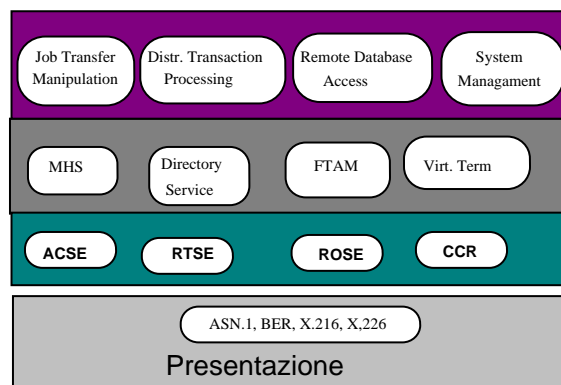 Job Transfer
Manipulation
Distr. Transaction
Processing
Remote Database
Access
System
Managament
MHS
Directory
Service
FTAM
Virt. Term
ACSE
RTSE
ROSE
CCR
ASN.1, BER, X.216, X,226
Presentazione